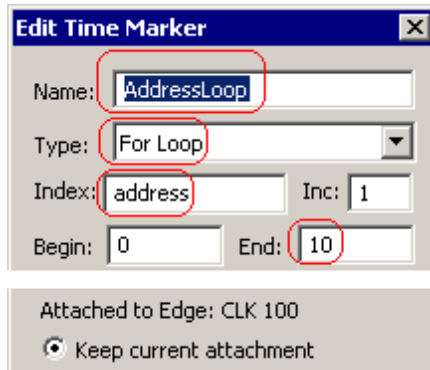 Edit Time Marker
Name: AddressLoop
Type: For Loop
Index: address Inc: 1
Begin: 0 End: 10
Attached to Edge: CLK 100
Keep current attachment